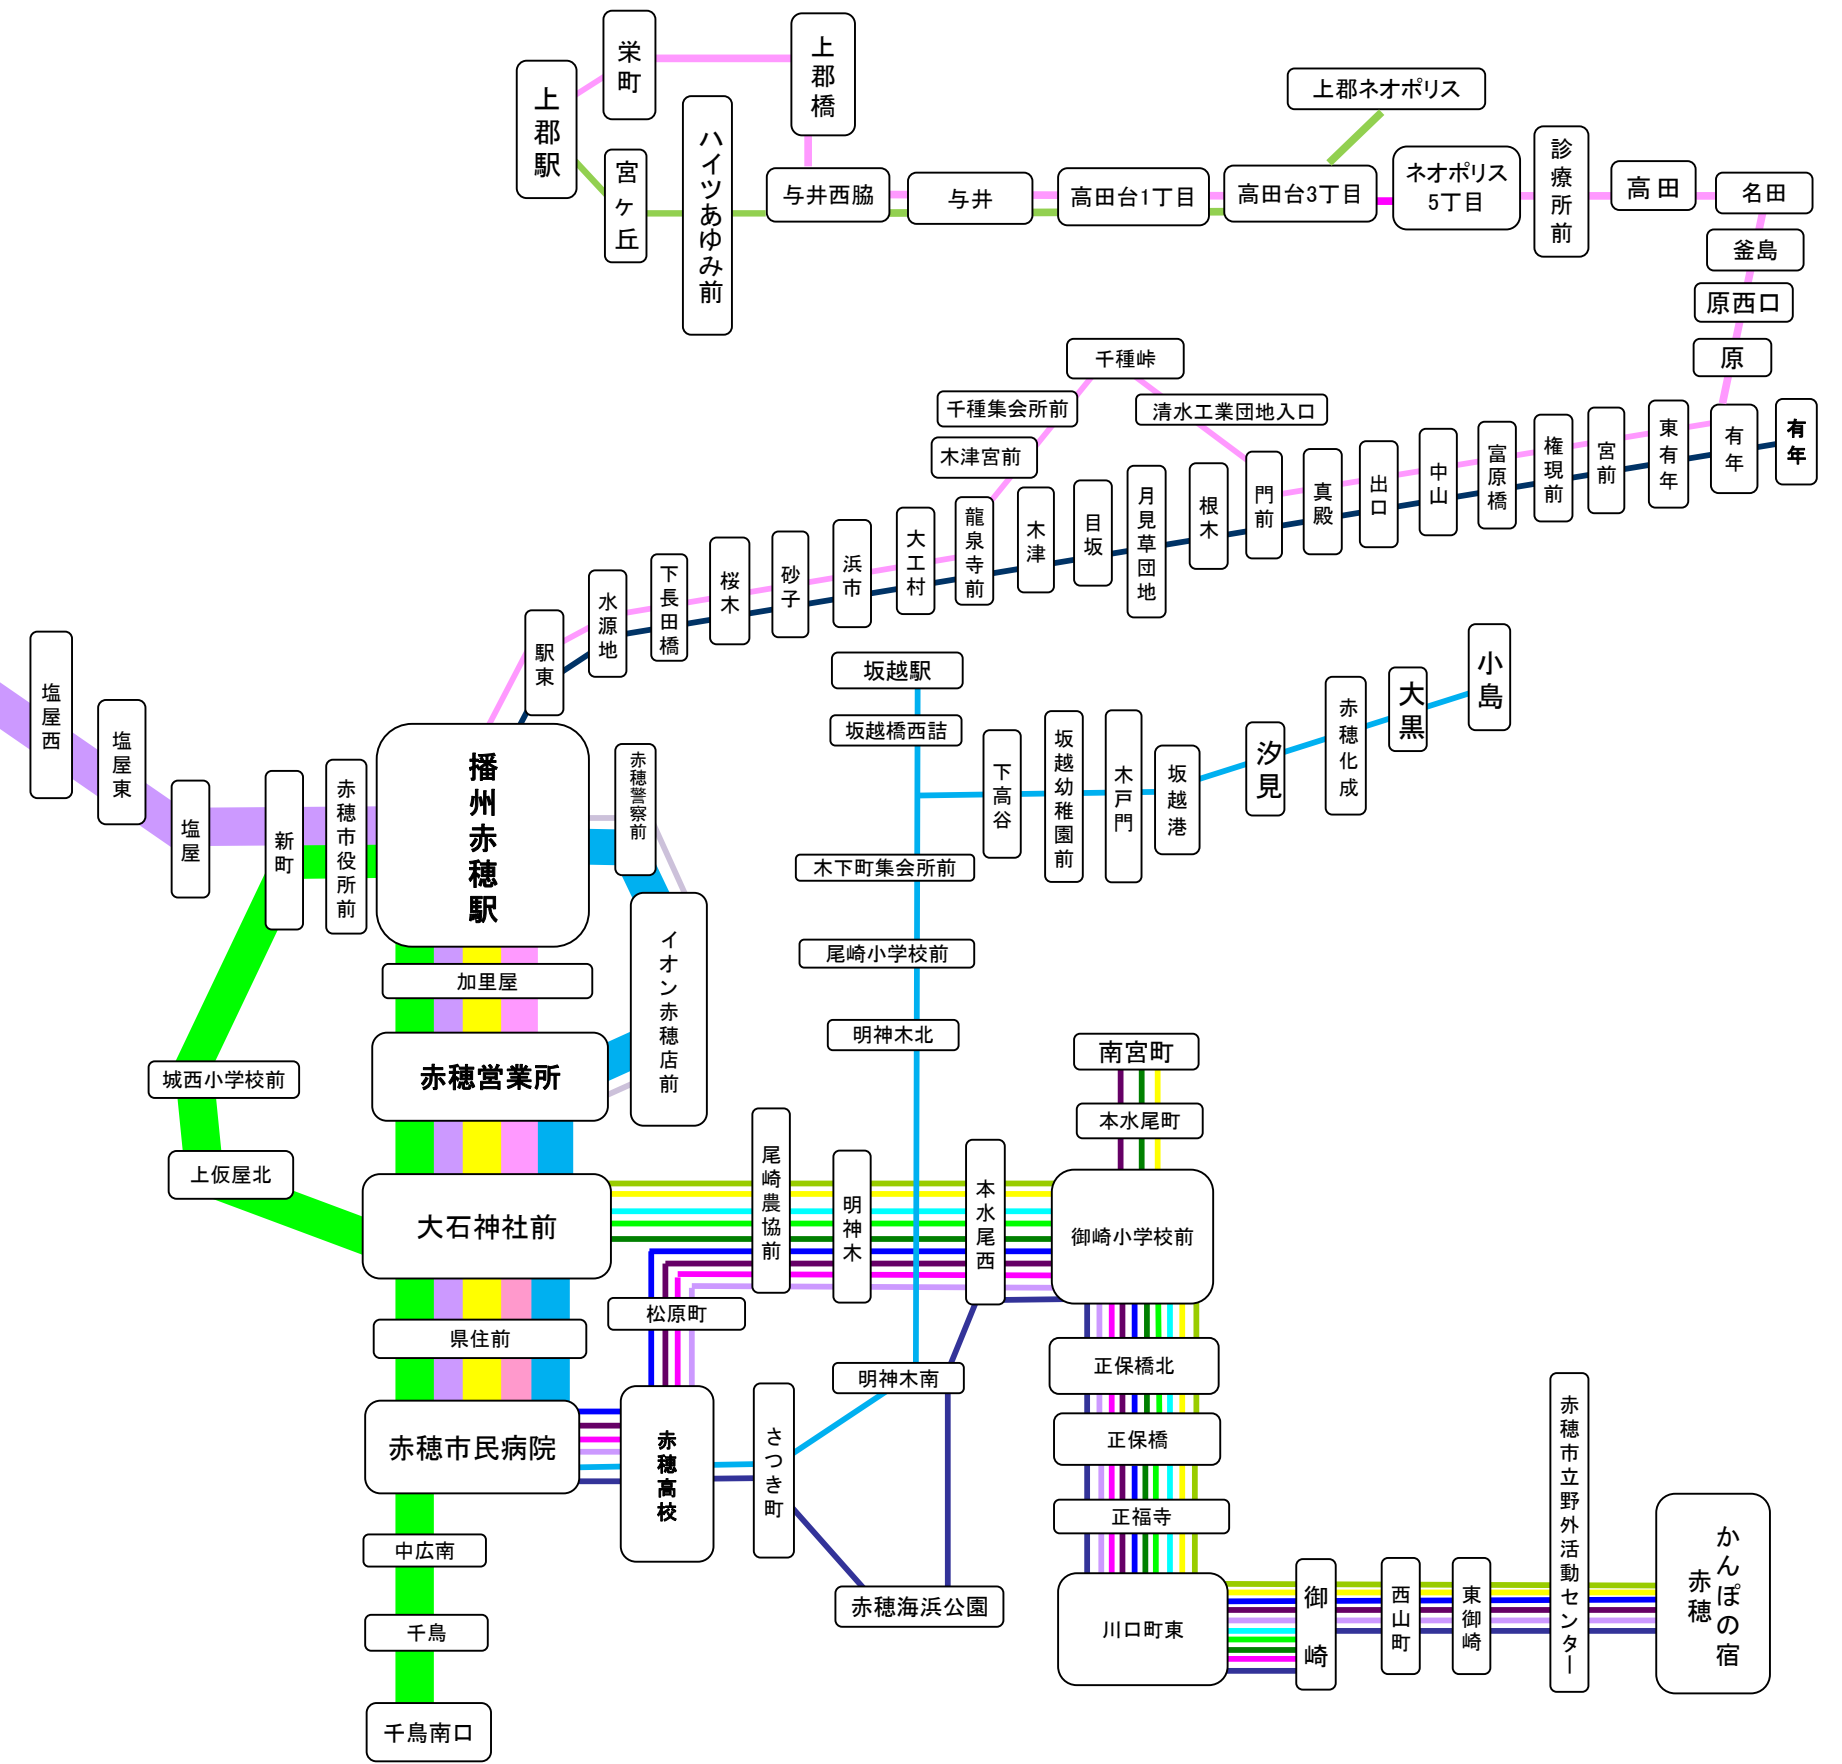 上郡駅
栄町
上郡橋
宮ヶ丘
ハイツあゆみ前
与井西脇
与井
高田台1丁目
高田台3丁目
上郡ネオポリス
ネオポリス
5丁目
診療所前
高田
名田
釜島
原西口
原
有年
有年
東有年
宮前
権現前
富原橋
中山
出口
真殿
門前
清水工業団地入口
千種峠
千種集会所前
木津宮前
根木
月見草団地
目坂
木津
龍泉寺前
大工村
浜市
砂子
桜木
下長田橋
水源地
駅東
塩屋西
塩屋東
塩屋
新町
赤穂市役所前
播州赤穂駅
赤穂警察前
イオン赤穂店前
加里屋
赤穂営業所
城西小学校前
上仮屋北
大石神社前
県住前
赤穂市民病院
中広南
千鳥
千鳥南口
坂越駅
坂越橋西詰
下高谷
坂越幼稚園前
木戸門
坂越港
汐見
赤穂化成
大黒
小島
木下町集会所前
尾崎小学校前
明神木北
南宮町
本水尾町
尾崎農協前
明神木
本水尾西
御崎小学校前
松原町
赤穂高校
さつき町
明神木南
赤穂海浜公園
正保橋北
正保橋
正福寺
川口町東
御崎
西山町
東御崎
赤穂市立野外活動センター
かんぽの宿
赤穂